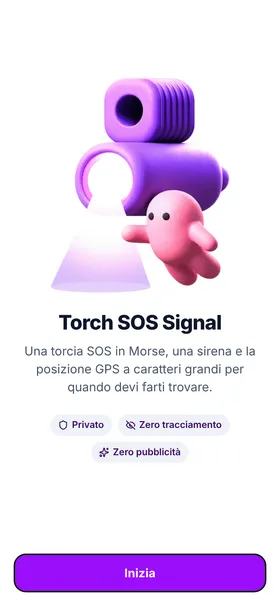 Torch SOS Signal
Una torcia SOS in Morse, una sirena e la
posizione GPS a caratteri grandi per
quando devi farti trovare.
Privato
Zero tracciamento
Zero pubblicità
Inizia